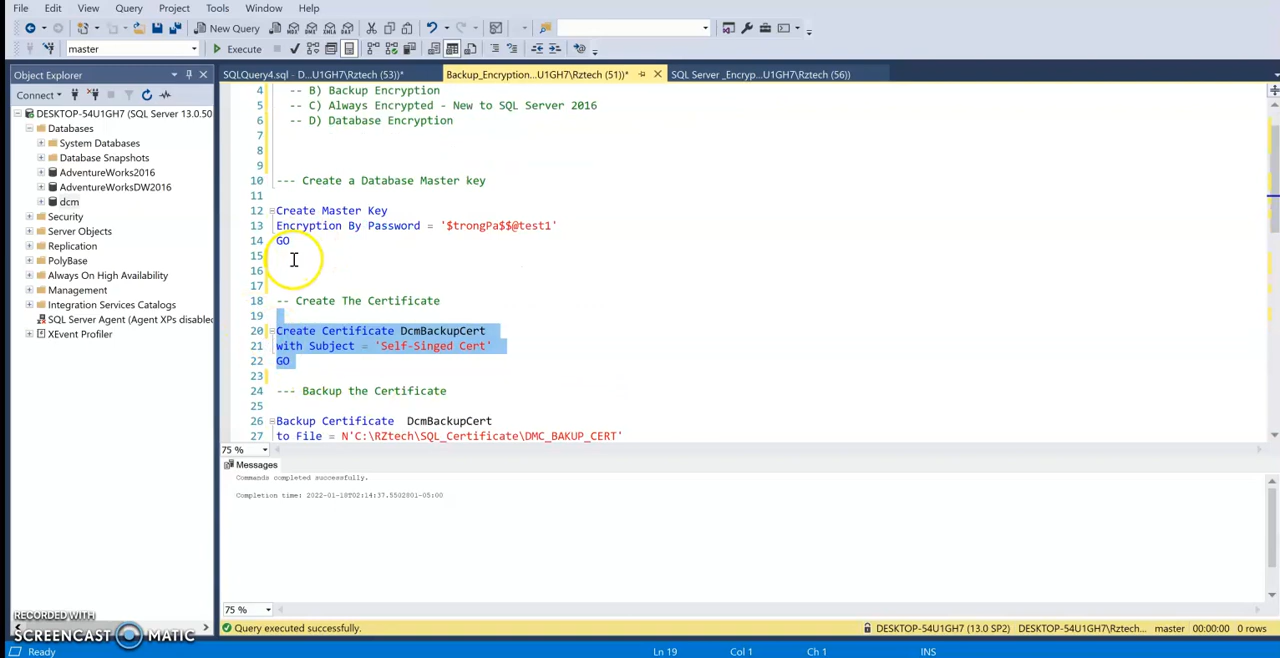 File Edit View Query Project Tools Window Help
New Query
master Execute
Object Explorer
SQLQuery4.sql - D...U1GH7\Rztech (53))* Backup_Encryption...U1GH7\Rztech (51))* SQL Server _Encryp...U1GH7\Rztech (56))
Connect
DESKTOP-54U1GH7 (SQL Server 13.0.50
Databases
System Databases
Database Snapshots
AdventureWorks2016
AdventureWorksDW2016
dcm
Security
Server Objects
Replication
PolyBase
Always On High Availability
Management
Integration Services Catalogs
SQL Server Agent (Agent XPs disabled
XEvent Profiler
4 -- B) Backup Encryption
5 -- C) Always Encrypted - New to SQL Server 2016
6 -- D) Database Encryption
7
8
9
10 --- Create a Database Master key
11
12 Create Master Key
13 Encryption By Password = '$trongPa$$@test1'
14 GO
15
16
17
18 -- Create The Certificate
19
20 Create Certificate DcmBackupCert
21 with Subject = 'Self-Singed Cert'
22 GO
23
24 --- Backup the Certificate
25
26 Backup Certificate DcmBackupCert
27 to File = N'C:\RZtech\SQL_Certificate\DMC_BAKUP_CERT'
75 %
Messages
Commands completed successfully.
Completion time: 2022-01-18T02:14:37.5502801-05:00
75 %
RECORDED WITH
SCREENCAST MATIC
Query executed successfully. DESKTOP-54U1GH7 (13.0 SP2) DESKTOP-54U1GH7\Rztech... master 00:00:00 0 rows
Ready Ln 19 Col 1 Ch 1 INS